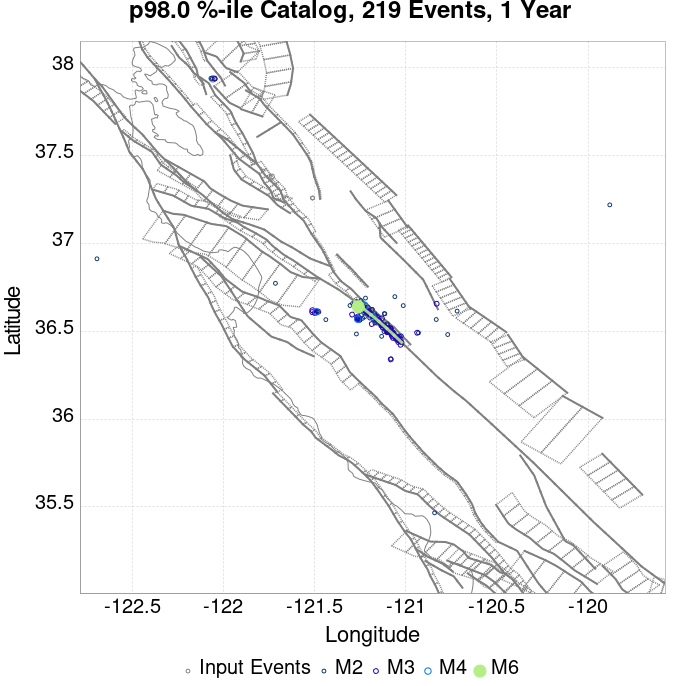 p98.0 %-ile Catalog, 219 Events, 1 Year
38
37.5
37
36.5
36
35.5
Latitude
-122.5 -122 -121.5 -121 -120.5 -120
Longitude
Input Events M2 M3 M4 M6